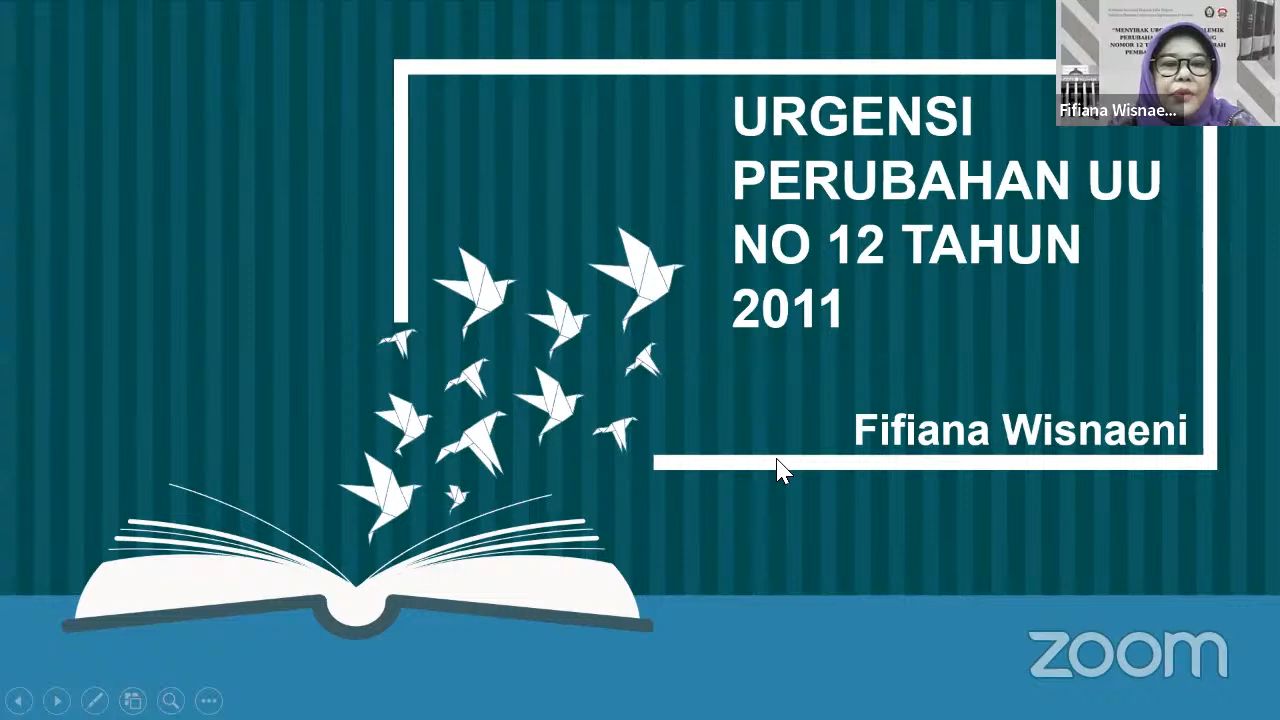 URGENSI
PERUBAHAN UU
NO 12 TAHUN
2011
Fifiana Wisnaeni
Fifiana Wisnae...
zoom